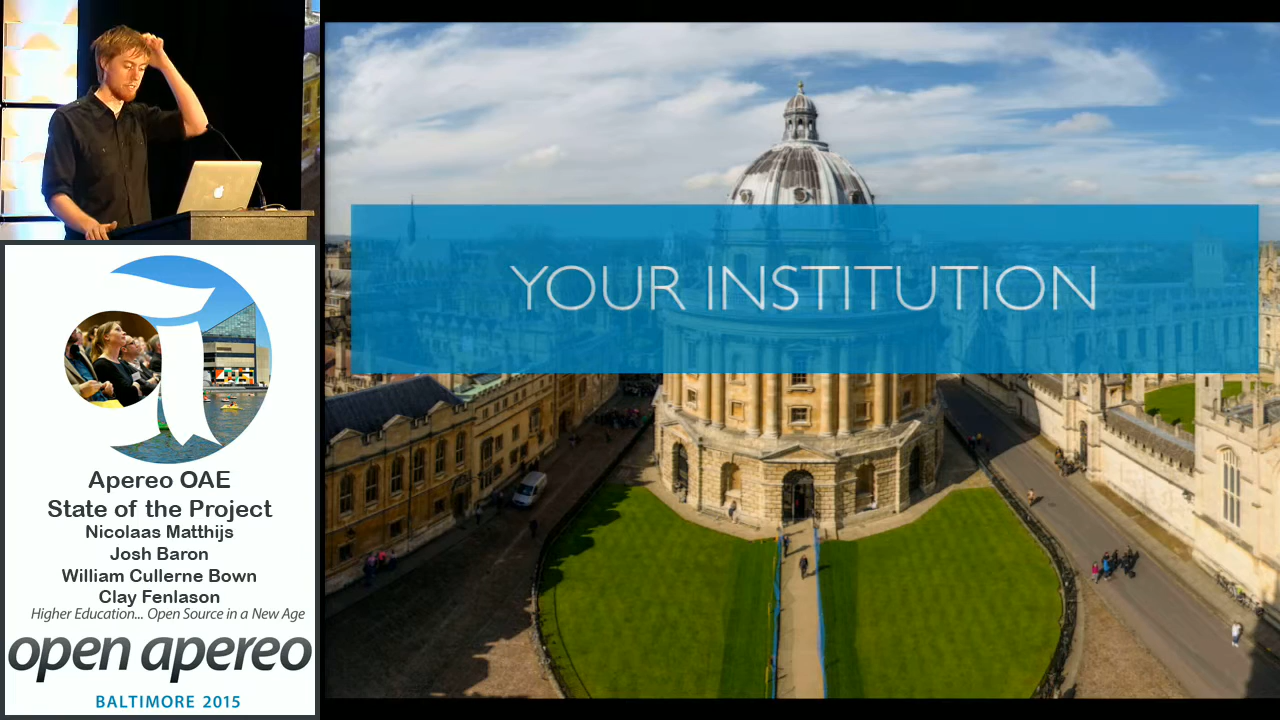 YOUR INSTITUTION
Apereo OAE
State of the Project
Nicolaas Matthijs
Josh Baron
William Cullerne Bown
Clay Fenlason
Higher Education... Open Source in a New Age
open apereo
BALTIMORE 2015